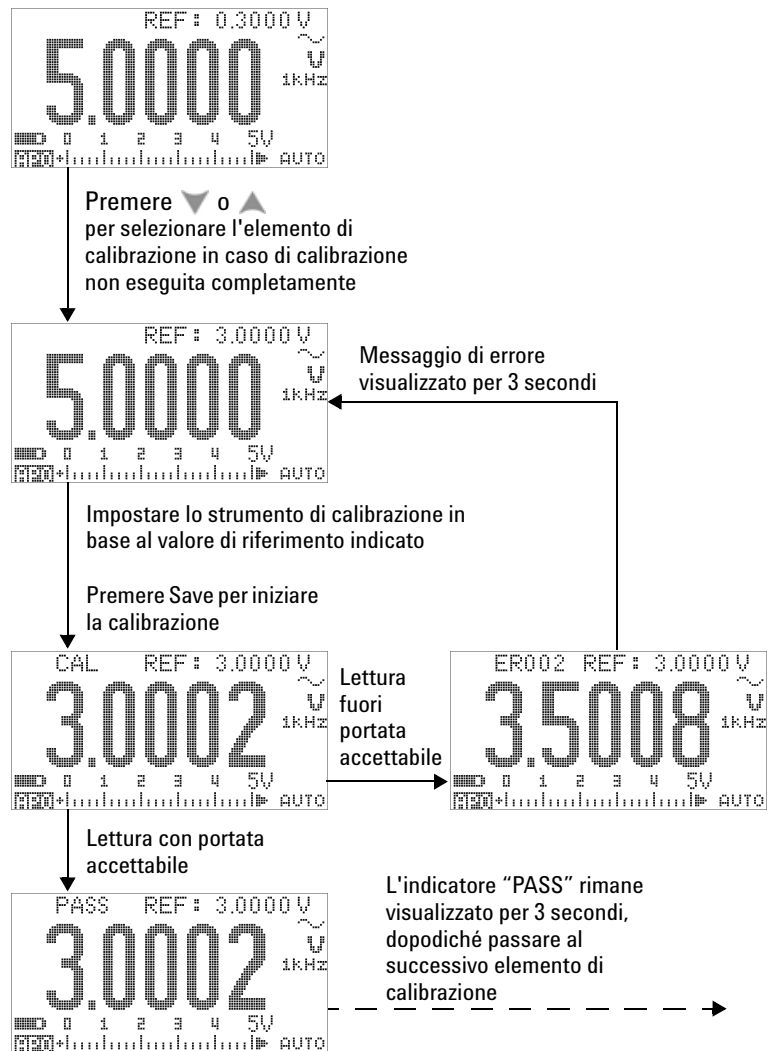 REF: 0.3000 V
5.0000
V
1kHz
0 1 2 3 4 5V
APO AUTO
Premere ▼ o ▲
per selezionare l'elemento di
calibrazione in caso di calibrazione
non eseguita completamente
REF: 3.0000 V
5.0000
V
1kHz
0 1 2 3 4 5V
APO AUTO
Messaggio di errore
visualizzato per 3 secondi
Impostare lo strumento di calibrazione in
base al valore di riferimento indicato
Premere Save per iniziare
la calibrazione
CAL REF: 3.0000 V
3.0002
V
1kHz
0 1 2 3 4 5V
APO AUTO
Lettura
fuori
portata
accettabile
ER002 REF: 3.0000 V
3.5008
V
1kHz
0 1 2 3 4 5V
APO AUTO
Lettura con portata
accettabile
PASS REF: 3.0000 V
3.0002
V
1kHz
0 1 2 3 4 5V
APO AUTO
L'indicatore “PASS” rimane
visualizzato per 3 secondi,
dopodiché passare al
successivo elemento di
calibrazione